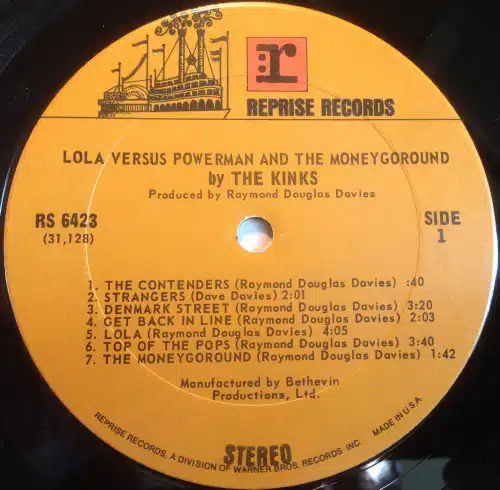 r
REPRISE RECORDS
LOLA VERSUS POWERMAN AND THE MONEYGOROUND
by THE KINKS
Produced by Raymond Douglas Davies
RS 6423
(31,128)
SIDE
1
1. THE CONTENDERS (Raymond Douglas Davies) :40
2. STRANGERS (Dave Davies) 2:01
3. DENMARK STREET (Raymond Douglas Davies) 3:20
4. GET BACK IN LINE (Raymond Douglas Davies) 2:03
5. LOLA (Raymond Douglas Davies) 4:05
6. TOP OF THE POPS (Raymond Douglas Davies) 3:40
7. THE MONEYGOROUND (Raymond Douglas Davies) 1:42
Manufactured by Bethevin
Productions, Ltd.
STEREO
REPRISE RECORDS, A DIVISION OF WARNER BROS. RECORDS INC. MADE IN U.S.A.